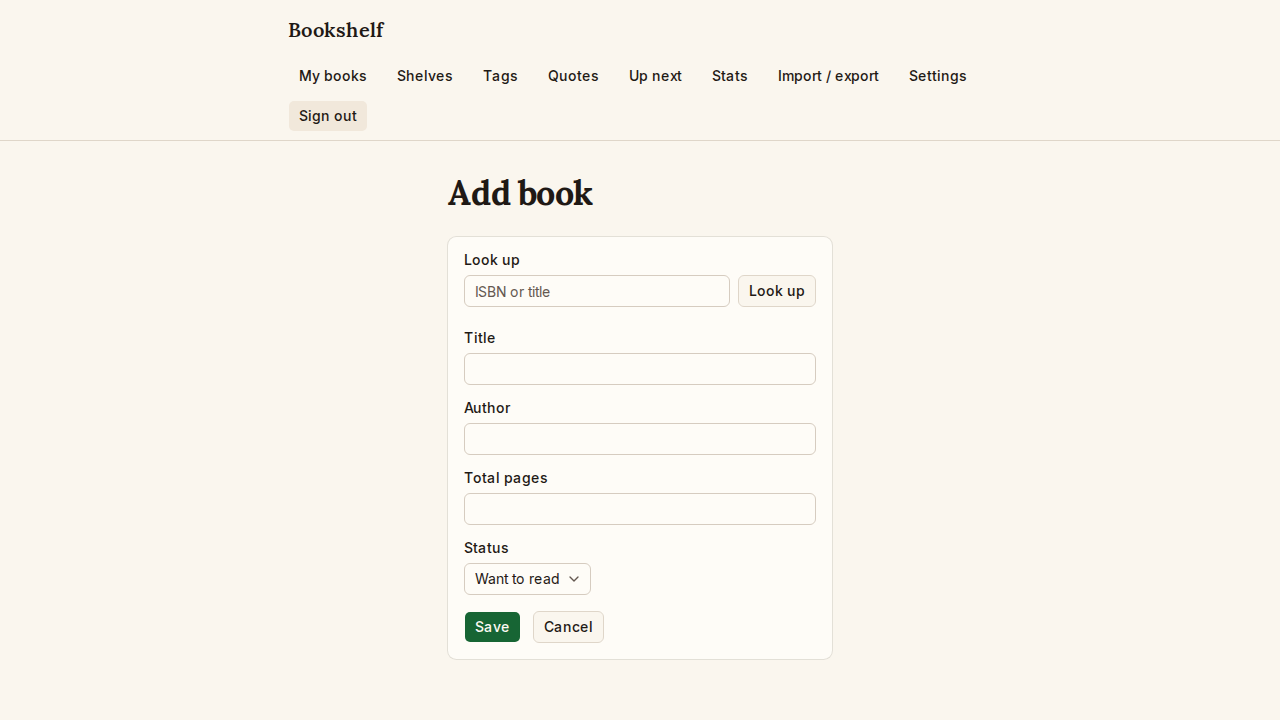 Bookshelf
My books Shelves Tags Quotes Up next Stats Import / export Settings
Sign out
Add book
Look up
ISBN or title Look up
Title
Author
Total pages
Status
Want to read
Save Cancel